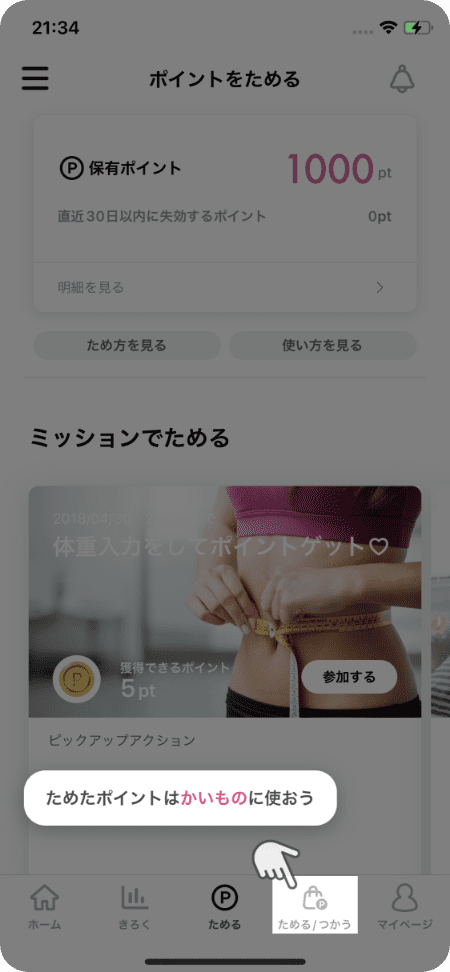 21:34
ポイントをためる
P 保有ポイント
1000 pt
直近30日以内に失効するポイント
0pt
明細を見る
ため方を見る
使い方を見る
ミッションでためる
2018/04/30
体重入力をしてポイントゲット♡
獲得できるポイント
5 pt
参加する
ピックアップアクション
ためたポイントはかいものに使おう
ホーム
きろく
ためる
ためる/つかう
マイページ